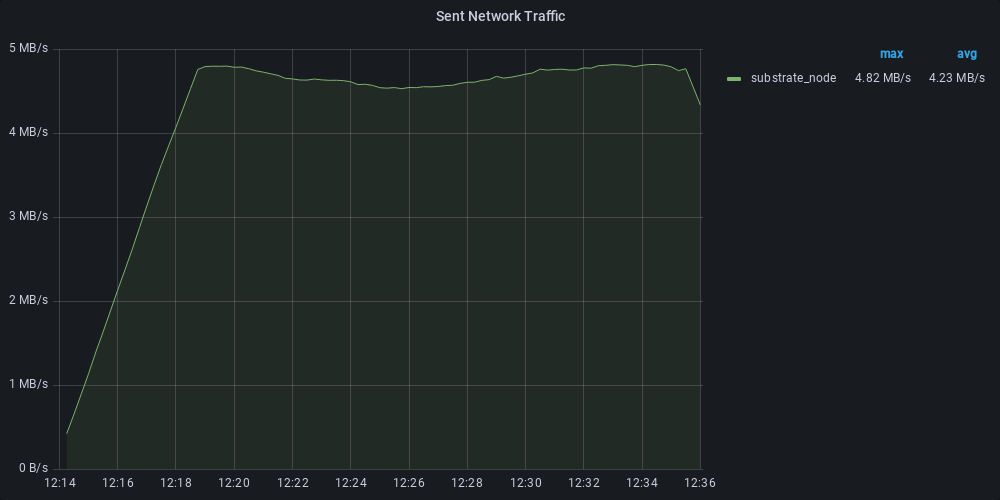 Sent Network Traffic
5 MB/s
4 MB/s
3 MB/s
2 MB/s
1 MB/s
0 B/s
12:14 12:16 12:18 12:20 12:22 12:24 12:26 12:28 12:30 12:32 12:34 12:36
max avg
substrate_node 4.82 MB/s 4.23 MB/s